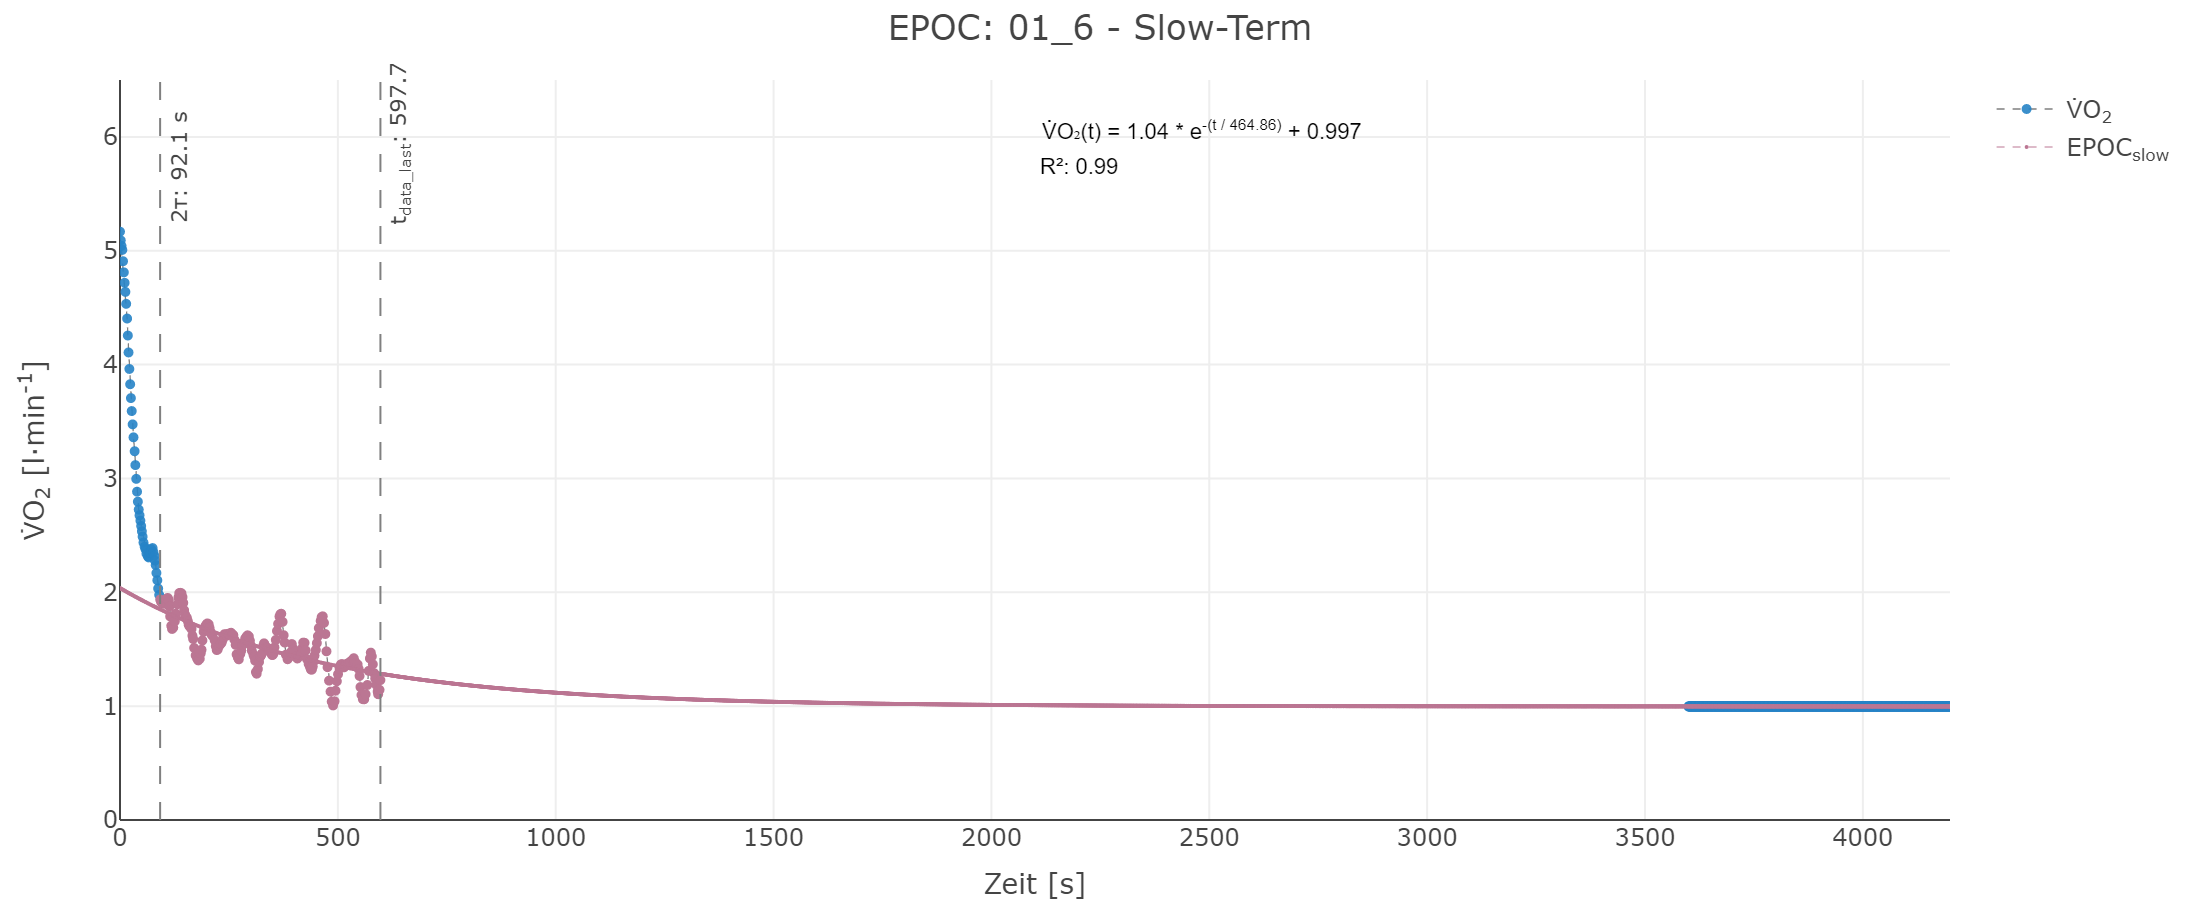 EPOC: 01_6 - Slow-Term
2τ: 92.1 s
t_data_last: 597.7
V̇O₂(t) = 1.04 * e^-(t / 464.86) + 0.997
R²: 0.99
V̇O₂
EPOC_slow
V̇O₂ [l·min⁻¹]
6
5
4
3
2
1
0
0 500 1000 1500 2000 2500 3000 3500 4000
Zeit [s]